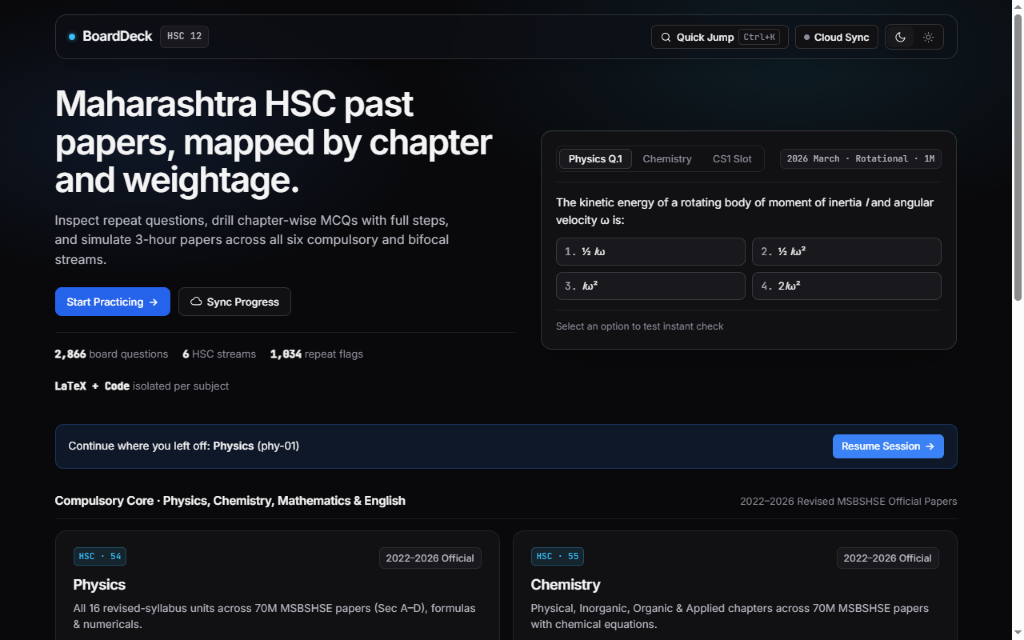 BoardDeck HSC 12
Quick Jump Ctrl+K
Cloud Sync
Maharashtra HSC past
papers, mapped by chapter
and weightage.
Inspect repeat questions, drill chapter-wise MCQs with full steps,
and simulate 3-hour papers across all six compulsory and bifocal
streams.
Start Practicing →
Sync Progress
2,866 board questions 6 HSC streams 1,034 repeat flags
LaTeX + Code isolated per subject
Physics Q.1 Chemistry CS1 Slot 2026 March · Rotational · 1M
The kinetic energy of a rotating body of moment of inertia I and angular
velocity ω is:
1. ½ Iω
2. ½ Iω²
3. Iω²
4. 2Iω²
Select an option to test instant check
Continue where you left off: Physics (phy-01)
Resume Session →
Compulsory Core · Physics, Chemistry, Mathematics & English
2022–2026 Revised MSBSHSE Official Papers
HSC · 54
2022–2026 Official
Physics
All 16 revised-syllabus units across 70M MSBSHSE papers (Sec A–D), formulas
& numericals.
HSC · 55
2022–2026 Official
Chemistry
Physical, Inorganic, Organic & Applied chapters across 70M MSBSHSE papers
with chemical equations.